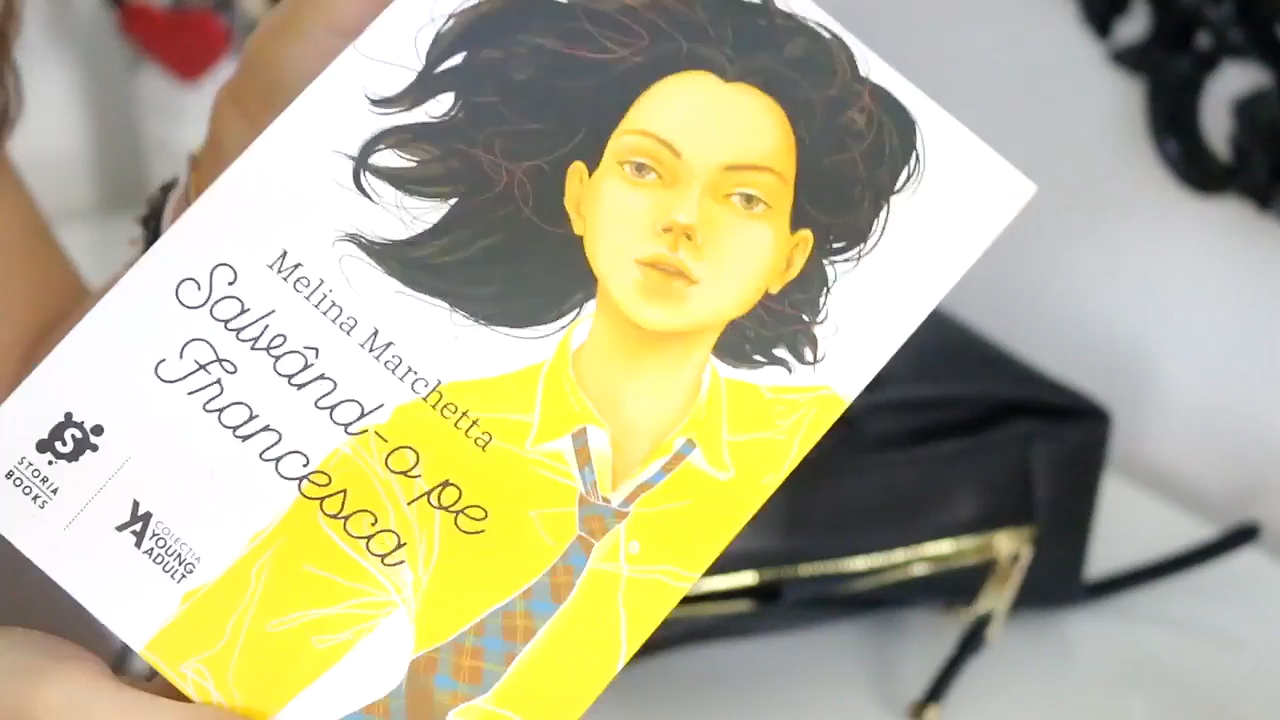 Melina Marchetta
Salvând-o pe
Francesca
S
STORIA
BOOKS
YA
COLECȚIA
YOUNG
ADULT